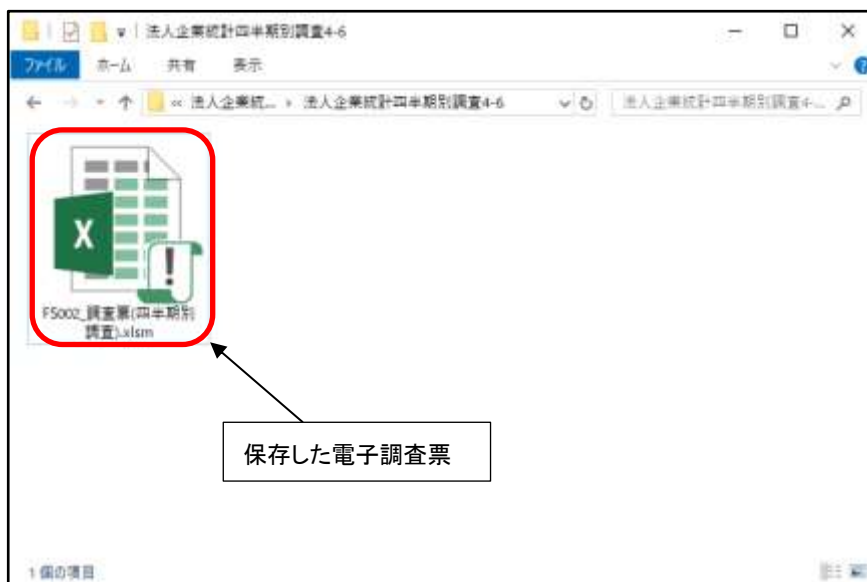 法人企業統計四半期別調査4-6
ファイル ホーム 共有 表示
« 法人企業統... › 法人企業統計四半期別調査4-6 法人企業統計四半期別調査4-...
FS002_調査票(四半期別
調査).xlsm
保存した電子調査票
1 個の項目